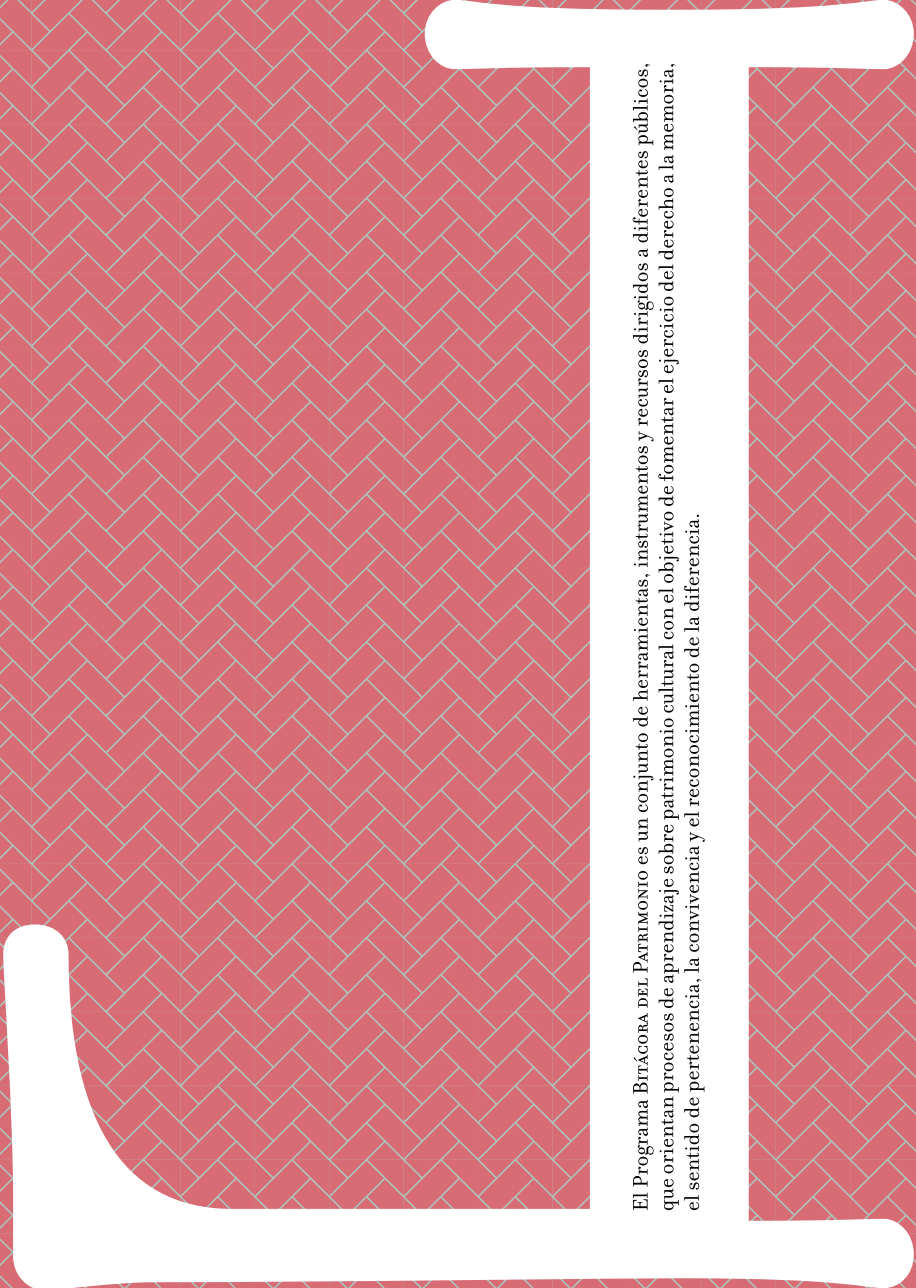 El Programa Bitácora del Patrimonio es un conjunto de herramientas, instrumentos y recursos dirigidos a diferentes públicos,
que orientan procesos de aprendizaje sobre patrimonio cultural con el objetivo de fomentar el ejercicio del derecho a la memoria,
el sentido de pertenencia, la convivencia y el reconocimiento de la diferencia.